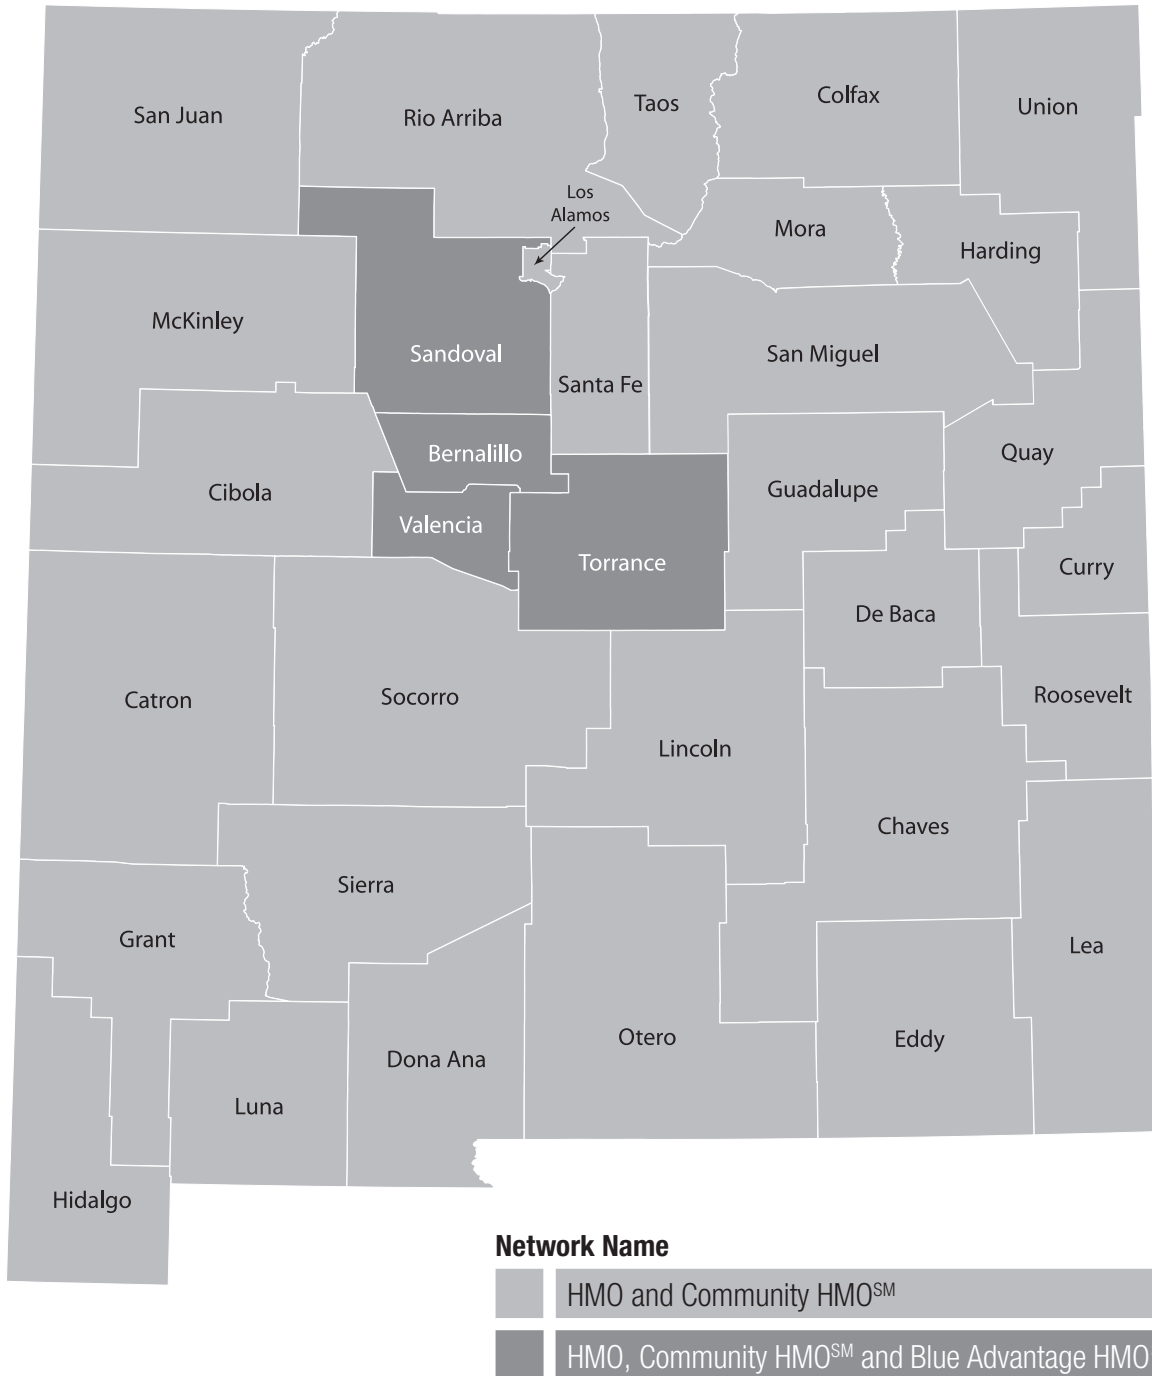 San Juan
Rio Arriba
Taos
Colfax
Union
Los
Alamos
Mora
Harding
McKinley
Sandoval
San Miguel
Santa Fe
Bernalillo
Quay
Cibola
Guadalupe
Valencia
Torrance
Curry
De Baca
Catron
Socorro
Roosevelt
Lincoln
Chaves
Sierra
Grant
Lea
Otero
Eddy
Dona Ana
Luna
Hidalgo
Network Name
HMO and Community HMO℠
HMO, Community HMO℠ and Blue Advantage HMO